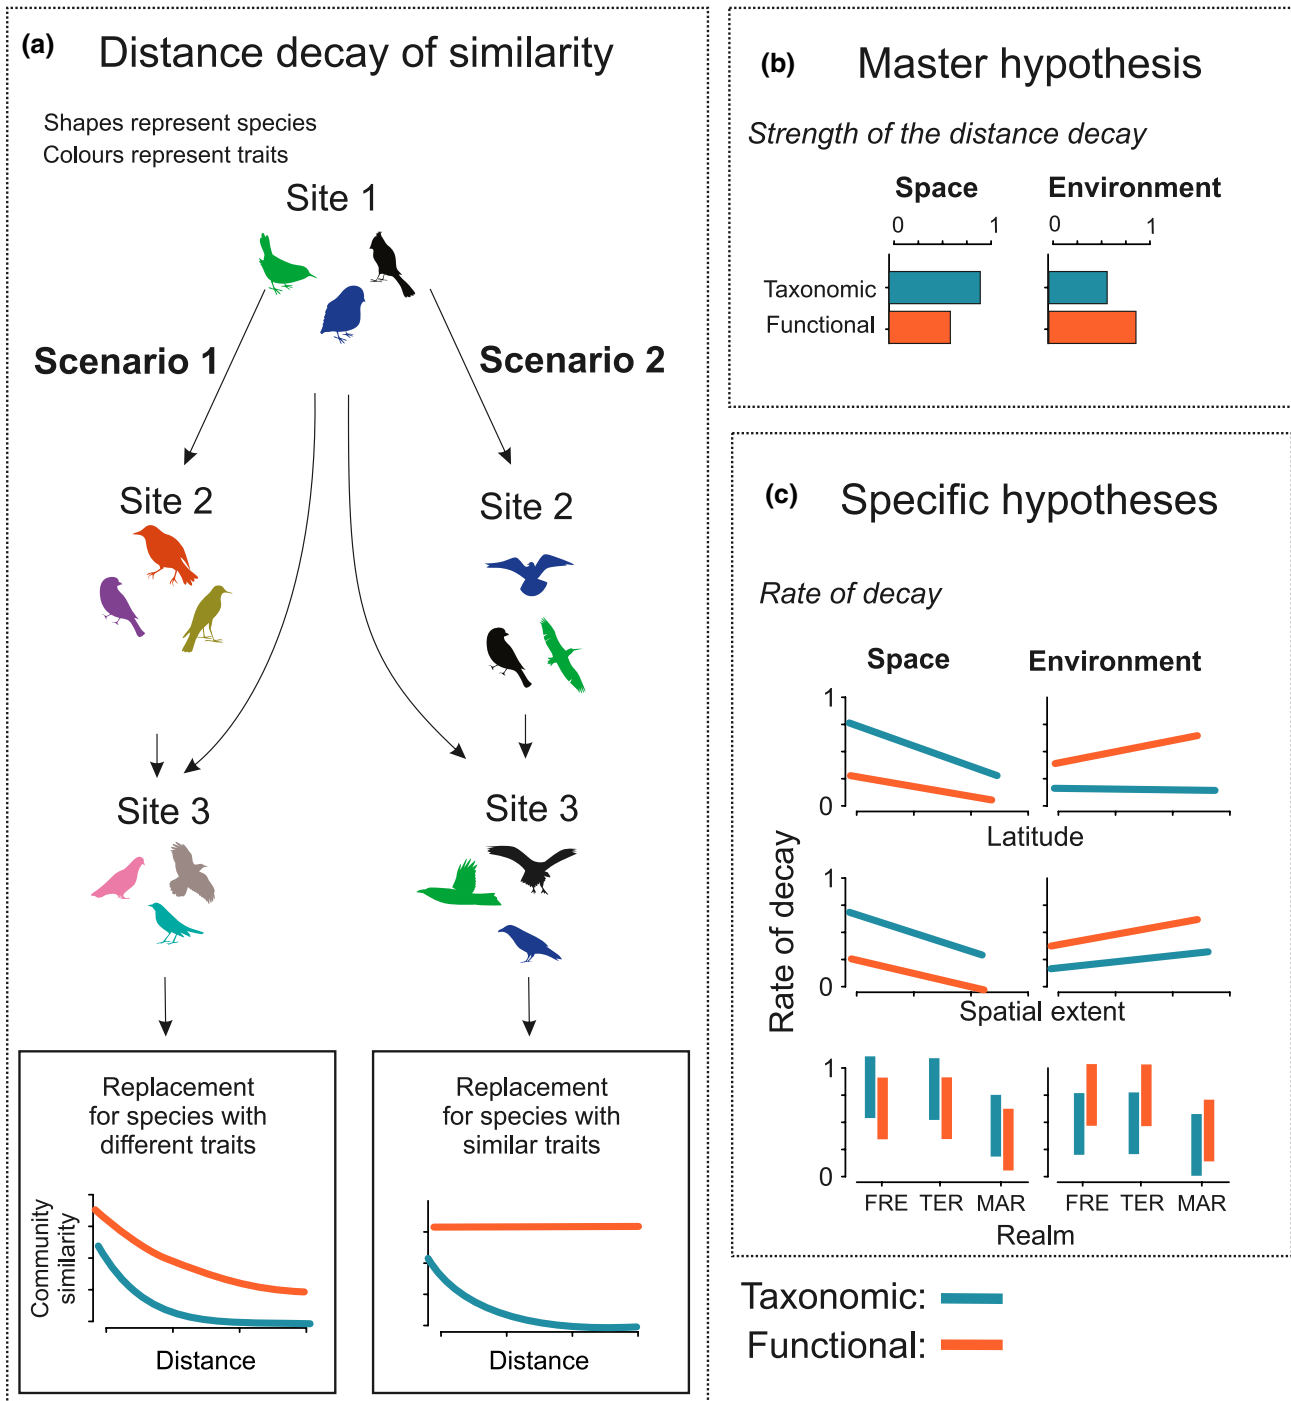 (a) Distance decay of similarity
Shapes represent species
Colours represent traits
Site 1
Scenario 1
Scenario 2
Site 2
Site 2
Site 3
Site 3
Replacement
for species with
different traits
Community
similarity
Distance
Replacement
for species with
similar traits
Distance
(b) Master hypothesis
Strength of the distance decay
Space Environment
0 1 0 1
Taxonomic
Functional
(c) Specific hypotheses
Rate of decay
Space Environment
Rate of decay
1
0
Latitude
1
0
Spatial extent
1
0
FRE TER MAR FRE TER MAR
Realm
Taxonomic:
Functional: